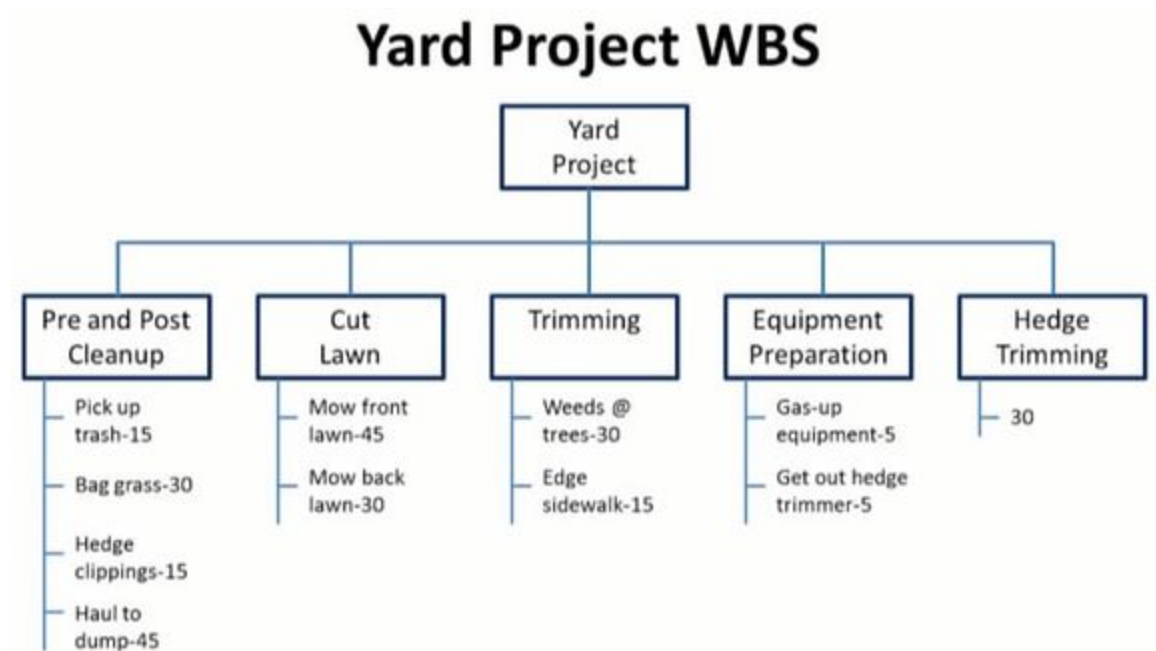 Yard Project WBS
Yard
Project
Pre and Post
Cleanup
Cut
Lawn
Trimming
Equipment
Preparation
Hedge
Trimming
Pick up
trash-15
Bag grass-30
Hedge
clippings-15
Haul to
dump-45
Mow front
lawn-45
Mow back
lawn-30
Weeds @
trees-30
Edge
sidewalk-15
Gas-up
equipment-5
Get out hedge
trimmer-5
30